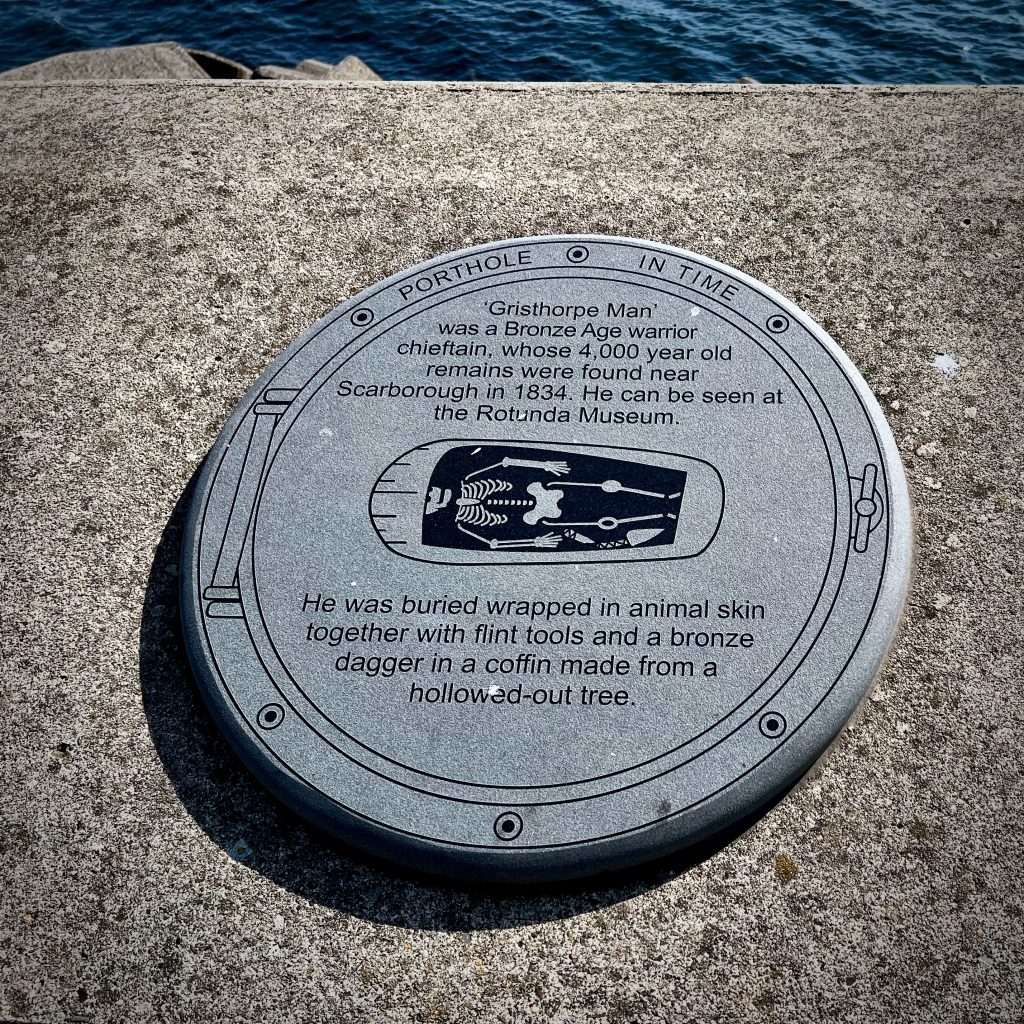 PORTHOLE IN TIME
‘Gristhorpe Man’
was a Bronze Age warrior
chieftain, whose 4,000 year old
remains were found near
Scarborough in 1834. He can be seen at
the Rotunda Museum.
He was buried wrapped in animal skin
together with flint tools and a bronze
dagger in a coffin made from a
hollowed-out tree.